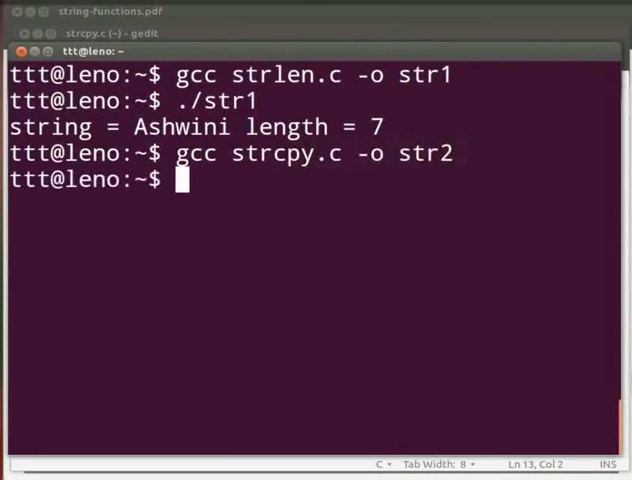 string-functions.pdf
strcpy.c (~) - gedit
ttt@leno: ~
ttt@leno:~$ gcc strlen.c -o str1
ttt@leno:~$ ./str1
string = Ashwini length = 7
ttt@leno:~$ gcc strcpy.c -o str2
ttt@leno:~$
C Tab Width: 8 Ln 13, Col 2 INS